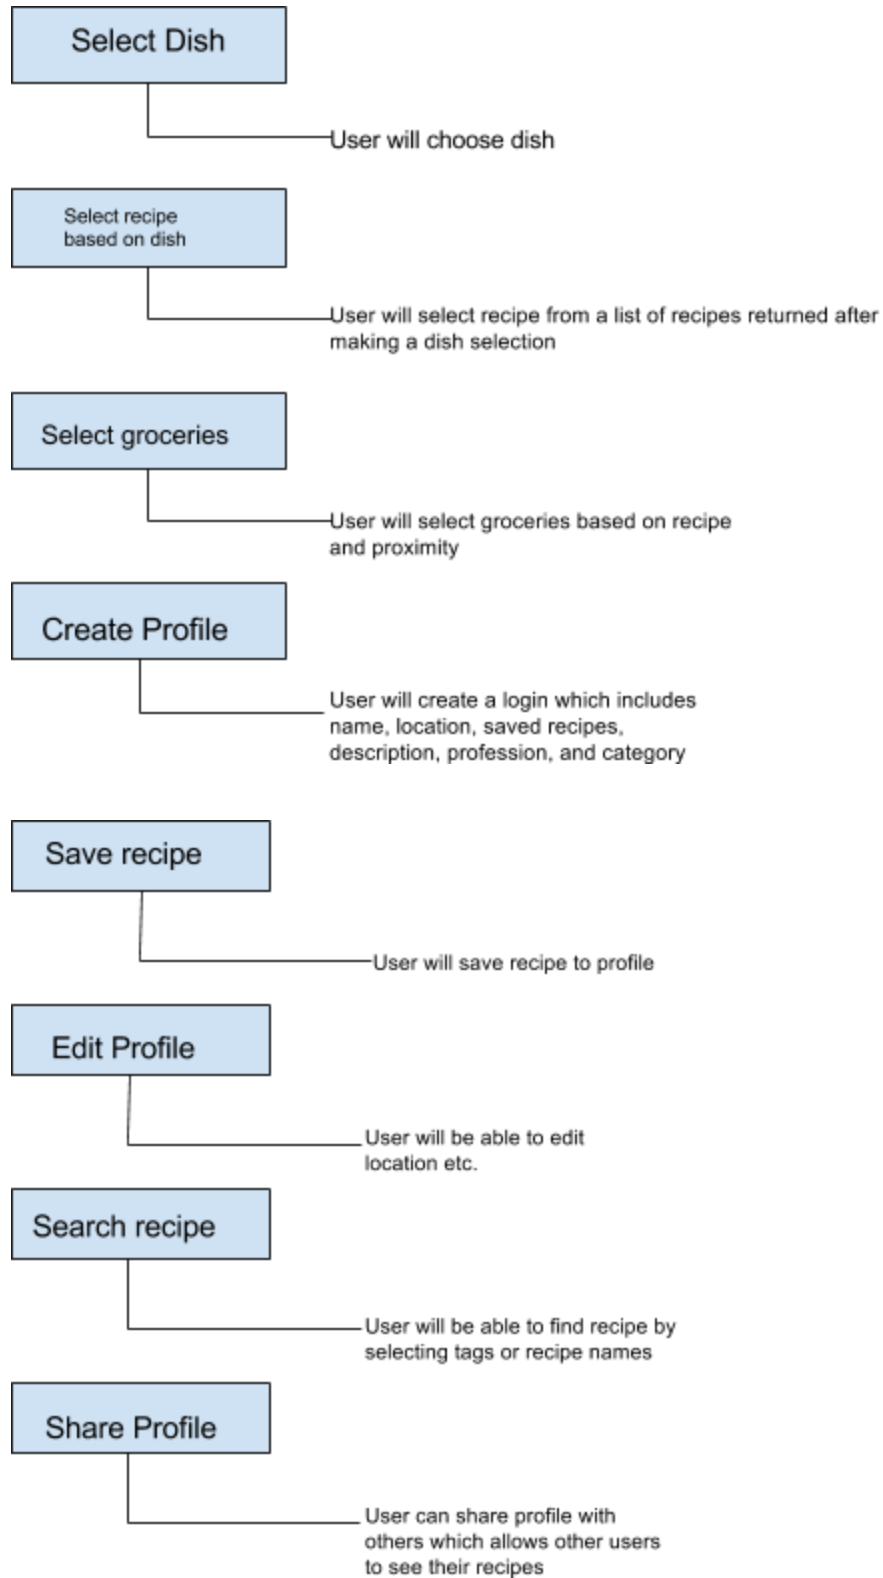 Select Dish
User will choose dish
Select recipe
based on dish
User will select recipe from a list of recipes returned after
making a dish selection
Select groceries
User will select groceries based on recipe
and proximity
Create Profile
User will create a login which includes
name, location, saved recipes,
description, profession, and category
Save recipe
User will save recipe to profile
Edit Profile
User will be able to edit
location etc.
Search recipe
User will be able to find recipe by
selecting tags or recipe names
Share Profile
User can share profile with
others which allows other users
to see their recipes